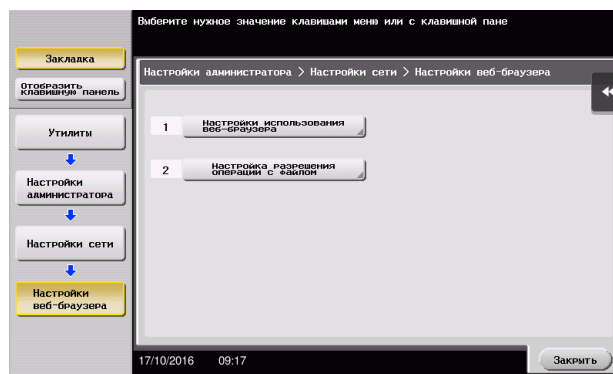 Выберите нужное значение клавишами меню или с клавишной пане
Закладка
Отобразить
клавишную панель
Утилиты
Настройки
администратора
Настройки сети
Настройки
веб-браузера
Настройки администратора > Настройки сети > Настройки веб-браузера
1 Настройки использования
веб-браузера
2 Настройка разрешения
операции с файлом
17/10/2016 09:17
Закрыть